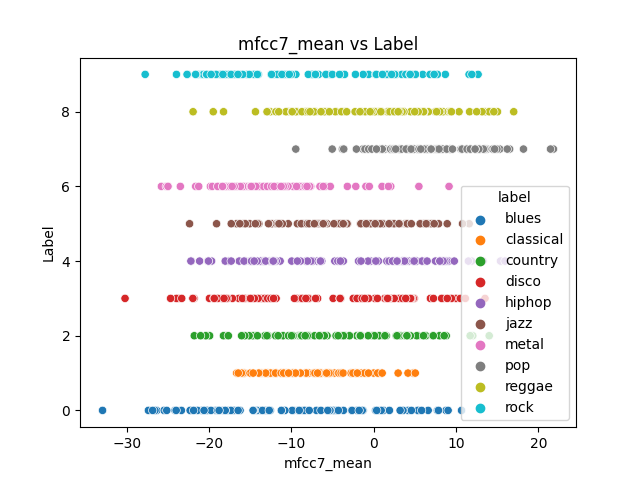 mfcc7_mean vs Label
Label
8
6
4
2
0
−30
−20
−10
0
10
20
mfcc7_mean
label
blues
classical
country
disco
hiphop
jazz
metal
pop
reggae
rock